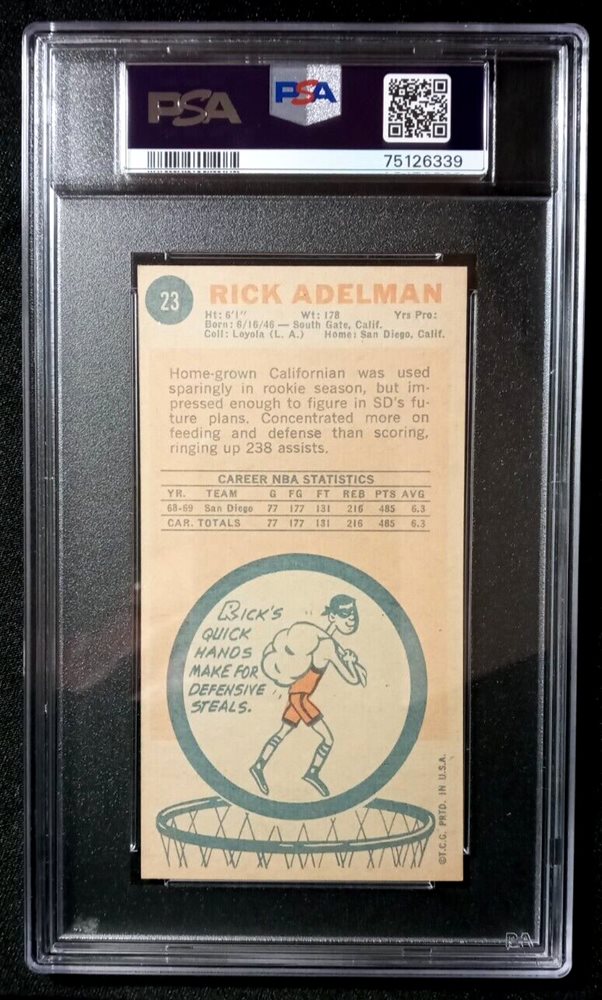 PSA
PSA
75126339
23
RICK ADELMAN
Ht: 6'1" Wt: 178 Yrs Pro:
Born: 6/16/46 — South Gate, Calif.
Coll: Loyola (L. A.) Home: San Diego, Calif.
Home-grown Californian was used
sparingly in rookie season, but im-
pressed enough to figure in SD's fu-
ture plans. Concentrated more on
feeding and defense than scoring,
ringing up 238 assists.
CAREER NBA STATISTICS
YR. TEAM G FG FT REB PTS AVG
68-69 San Diego 77 177 131 216 485 6.3
CAR. TOTALS 77 177 131 216 485 6.3
RICK'S
QUICK
HANDS
MAKE FOR
DEFENSIVE
STEALS.
©T.C.G. PRTD. IN U.S.A.